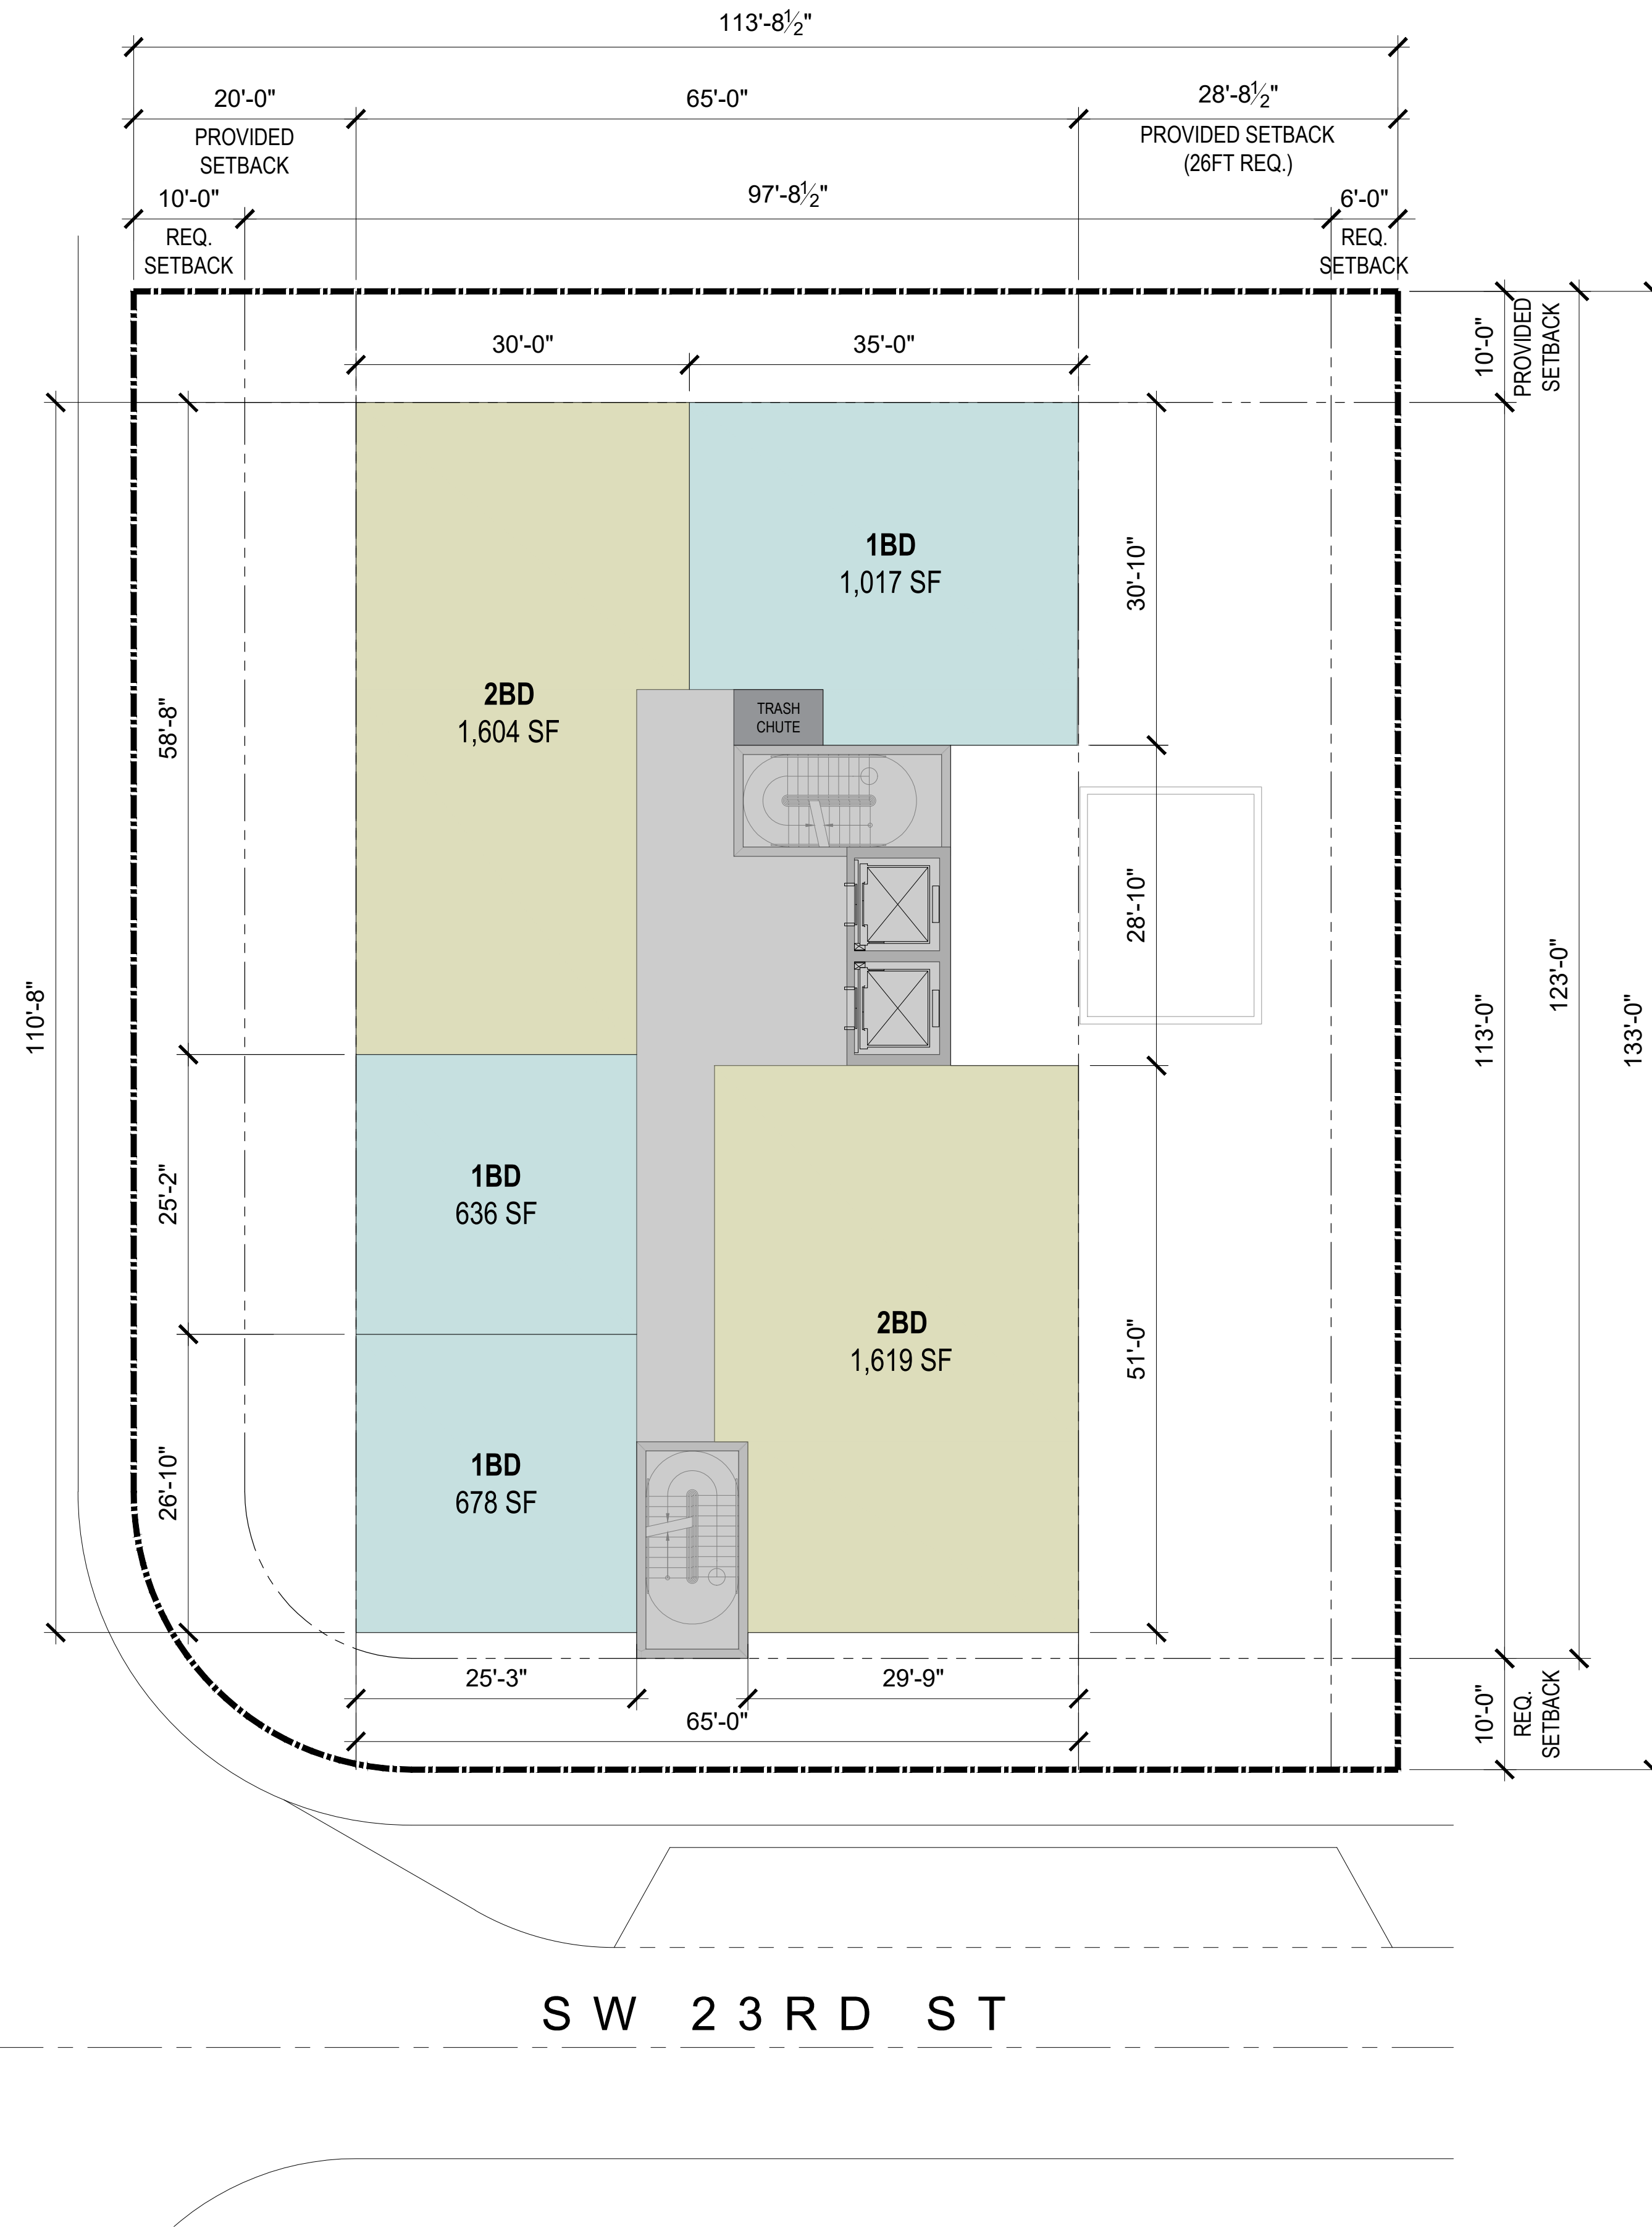 113'-8½"
20'-0"
65'-0"
28'-8½"
PROVIDED
SETBACK
PROVIDED SETBACK
(26FT REQ.)
10'-0"
97'-8½"
6'-0"
REQ.
SETBACK
REQ.
SETBACK
30'-0"
35'-0"
10'-0"
PROVIDED
SETBACK
1BD
1,017 SF
30'-10"
2BD
1,604 SF
58'-8"
TRASH
CHUTE
28'-10"
110'-8"
113'-0"
123'-0"
133'-0"
1BD
636 SF
25'-2"
2BD
1,619 SF
51'-0"
1BD
678 SF
26'-10"
25'-3"
29'-9"
65'-0"
10'-0"
REQ.
SETBACK
SW 23RD ST